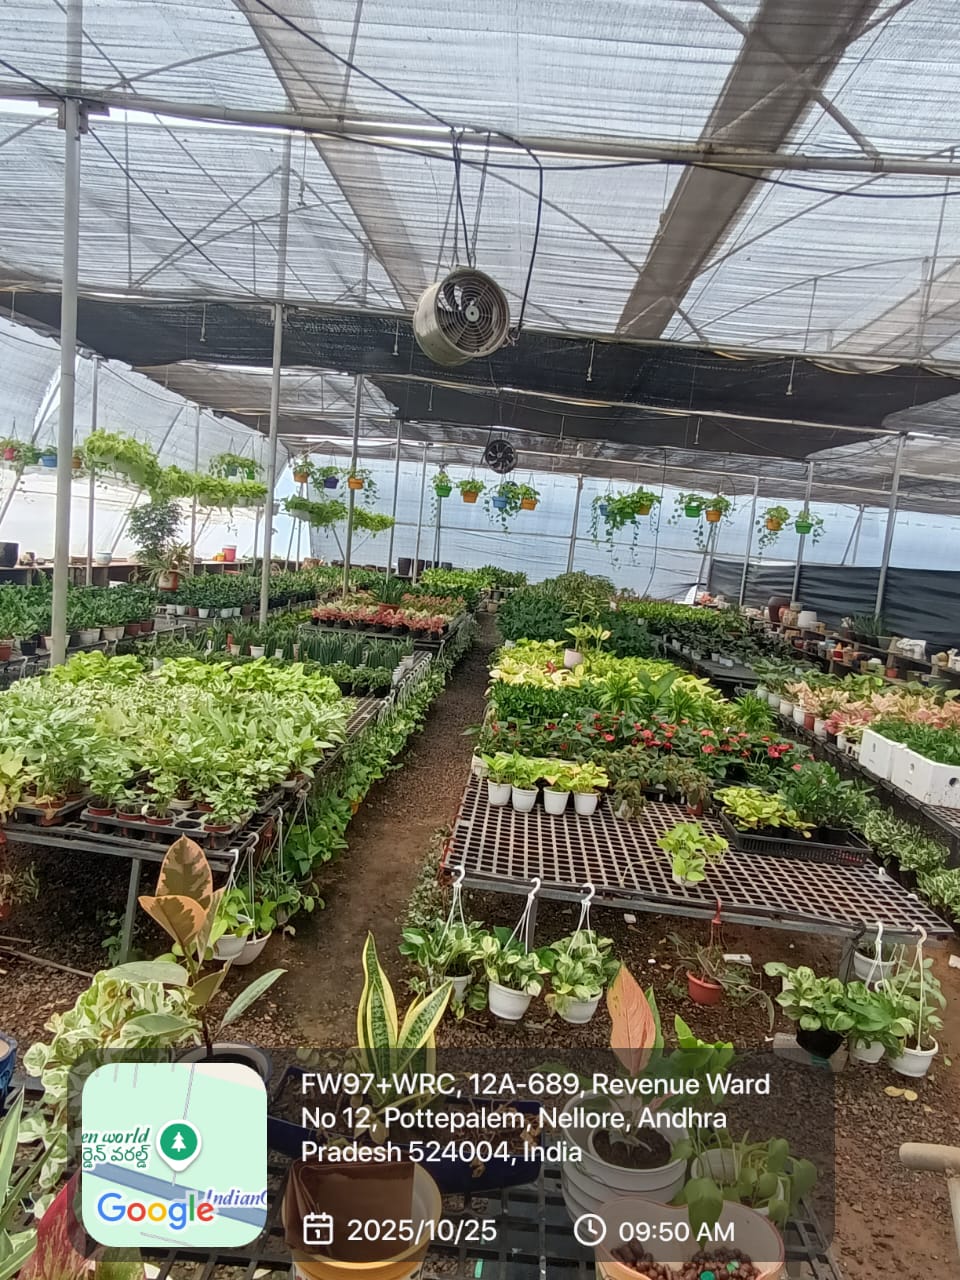 FW97+WRC, 12A-689, Revenue Ward
No 12, Pottepalem, Nellore, Andhra
Pradesh 524004, India
en world
ర్డెన్ వరల్డ్
IndianO
Google
2025/10/25
09:50 AM